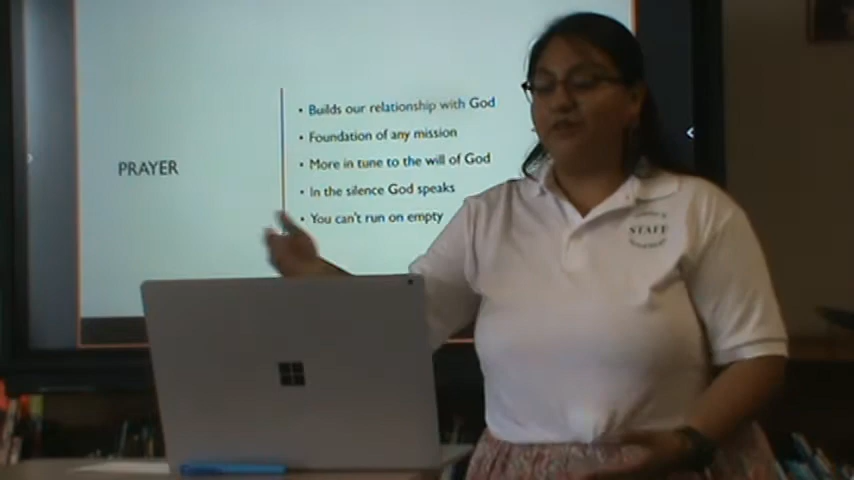 PRAYER
• Builds our relationship with God
• Foundation of any mission
• More in tune to the will of God
• In the silence God speaks
• You can't run on empty
STAFF